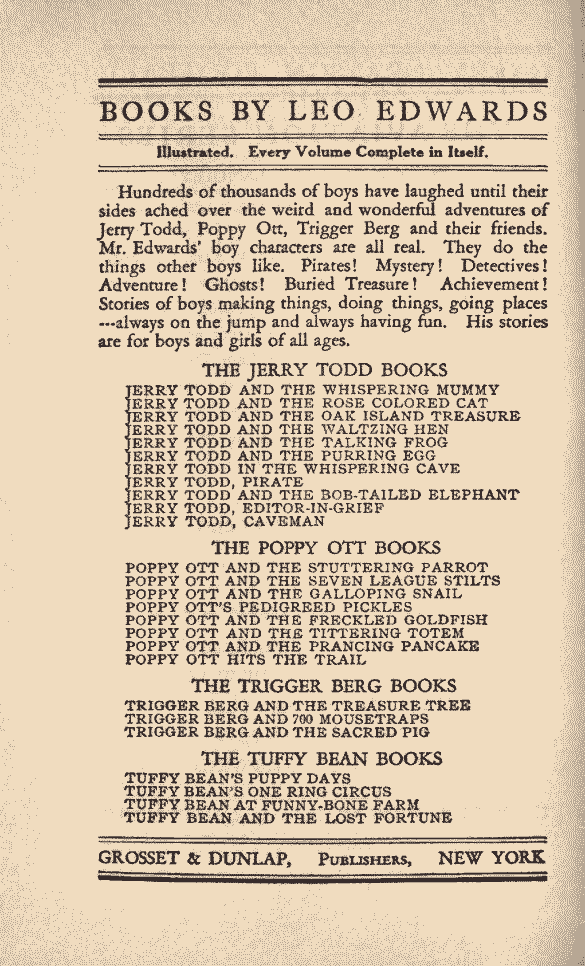 BOOKS BY LEO EDWARDS
Illustrated. Every Volume Complete in Itself.
Hundreds of thousands of boys have laughed until their
sides ached over the weird and wonderful adventures of
Jerry Todd, Poppy Ott, Trigger Berg and their friends.
Mr. Edwards' boy characters are all real. They do the
things other boys like. Pirates! Mystery! Detectives!
Adventure! Ghosts! Buried Treasure! Achievement!
Stories of boys making things, doing things, going places
---always on the jump and always having fun. His stories
are for boys and girls of all ages.
THE JERRY TODD BOOKS
JERRY TODD AND THE WHISPERING MUMMY
JERRY TODD AND THE ROSE COLORED CAT
JERRY TODD AND THE OAK ISLAND TREASURE
JERRY TODD AND THE WALTZING HEN
JERRY TODD AND THE TALKING FROG
JERRY TODD AND THE PURRING EGG
JERRY TODD IN THE WHISPERING CAVE
JERRY TODD, PIRATE
JERRY TODD AND THE BOB-TAILED ELEPHANT
JERRY TODD, EDITOR-IN-GRIEF
JERRY TODD, CAVEMAN
THE POPPY OTT BOOKS
POPPY OTT AND THE STUTTERING PARROT
POPPY OTT AND THE SEVEN LEAGUE STILTS
POPPY OTT AND THE GALLOPING SNAIL
POPPY OTT'S PEDIGREED PICKLES
POPPY OTT AND THE FRECKLED GOLDFISH
POPPY OTT AND THE TITTERING TOTEM
POPPY OTT AND THE PRANCING PANCAKE
POPPY OTT HITS THE TRAIL
THE TRIGGER BERG BOOKS
TRIGGER BERG AND THE TREASURE TREE
TRIGGER BERG AND 700 MOUSETRAPS
TRIGGER BERG AND THE SACRED PIG
THE TUFFY BEAN BOOKS
TUFFY BEAN'S PUPPY DAYS
TUFFY BEAN'S ONE RING CIRCUS
TUFFY BEAN AT FUNNY-BONE FARM
TUFFY BEAN AND THE LOST FORTUNE
GROSSET & DUNLAP, PUBLISHERS, NEW YORK